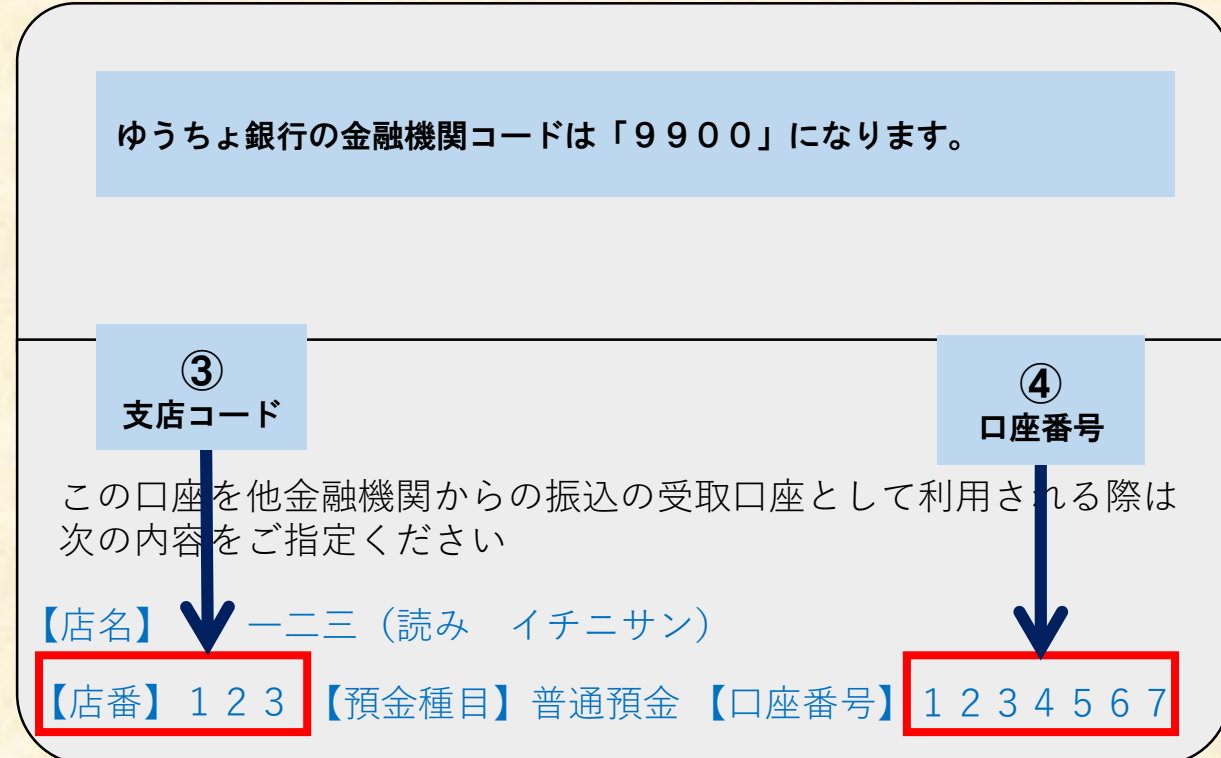 ゆうちょ銀行の金融機関コードは「９９００」になります。
③
支店コード
④
口座番号
この口座を他金融機関からの振込の受取口座として利用される際は
次の内容をご指定ください
【店名】　一二三（読み　イチニサン）
【店番】１２３【預金種目】普通預金【口座番号】１２３４５６７